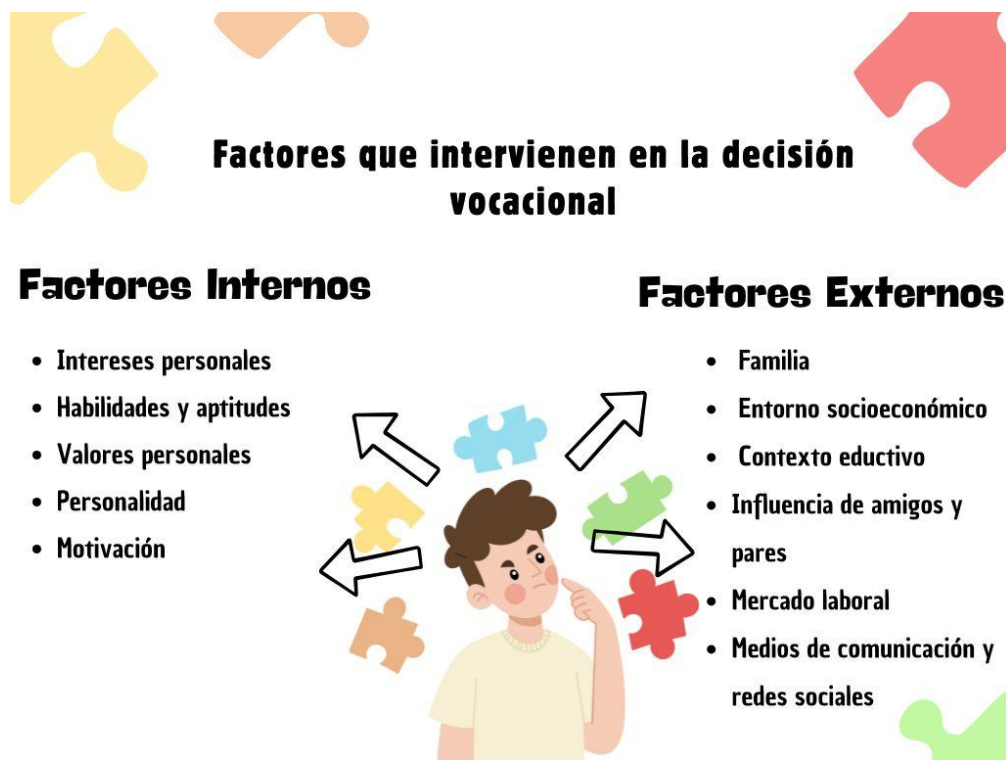 Factores que intervienen en la decisión
vocacional
Factores Internos
• Intereses personales
• Habilidades y aptitudes
• Valores personales
• Personalidad
• Motivación
Factores Externos
• Familia
• Entorno socioeconómico
• Contexto eductivo
• Influencia de amigos y
pares
• Mercado laboral
• Medios de comunicación y
redes sociales